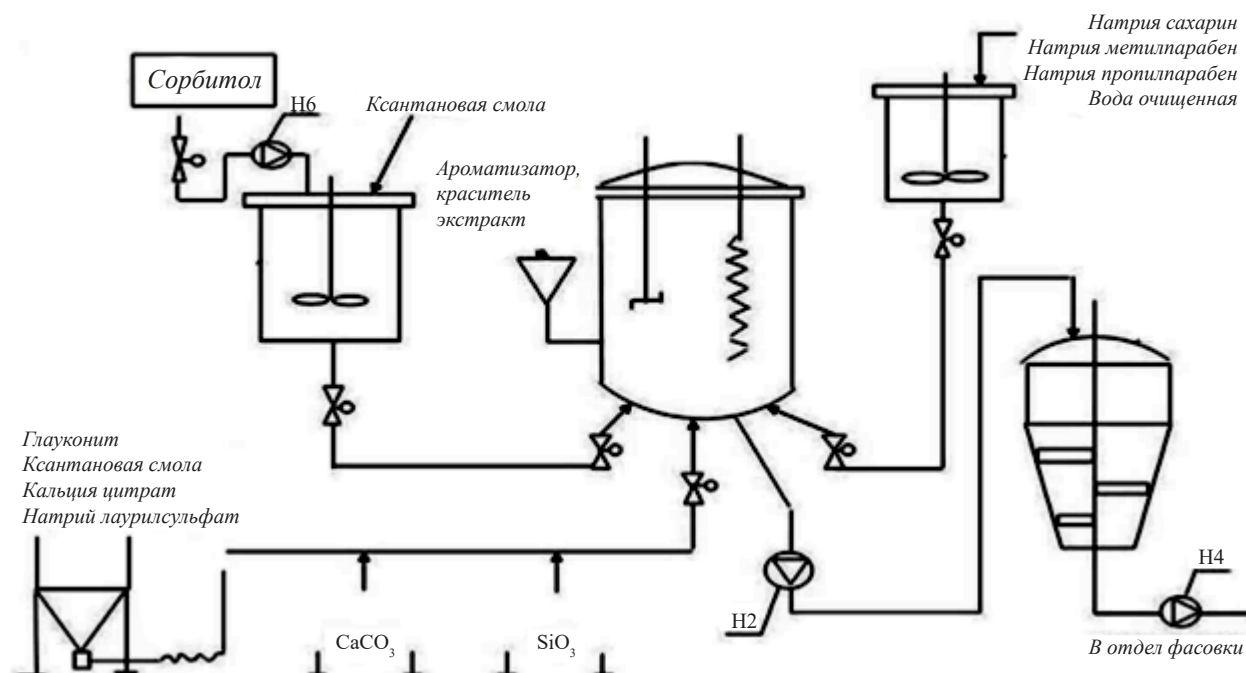 Натрия сахарин
Натрия метилпарабен
Натрия пропилпарабен
Вода очищенная
Сорбитол
Н6
Ксантановая смола
Ароматизатор,
краситель
экстракт
Глауконит
Ксантановая смола
Кальция цитрат
Натрий лаурилсульфат
Н4
Н2
CaCO₃
SiO₃
В отдел фасовки